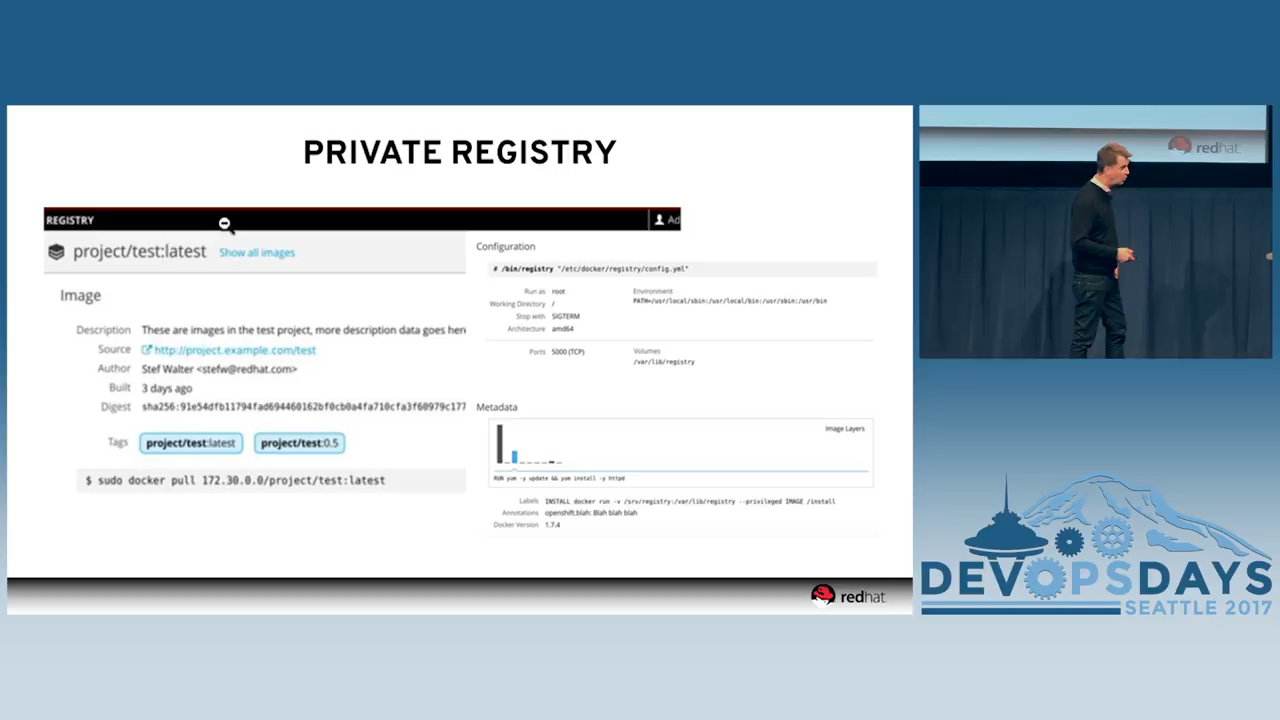 PRIVATE REGISTRY
REGISTRY
Ad
project/test:latest Show all images
Image
Description These are images in the test project, more description data goes here
Source http://project.example.com/test
Author Stef Walter <stefw@redhat.com>
Built 3 days ago
Digest sha256:91e54dfb11794fad694460162bf0cb0a4fa710cfa3f60979c177
Tags project/test:latest project/test:0.5
$ sudo docker pull 172.30.0.0/project/test:latest
Configuration
# /bin/registry "/etc/docker/registry/config.yml"
Run as root
Working Directory /
Stop with SIGTERM
Architecture amd64
Environment
PATH=/usr/local/sbin:/usr/local/bin:/usr/sbin:/usr/bin
Ports 5000 (TCP)
Volumes
/var/lib/registry
Metadata
Image Layers
RUN yum -y update && yum install -y httpd
Labels INSTALL docker run -v /srv/registry:/var/lib/registry --privileged IMAGE /install
Annotations openshift.blah: Blah blah blah
Docker Version 1.7.4
redhat.
redhat.
DEVOPSDAYS
SEATTLE 2017